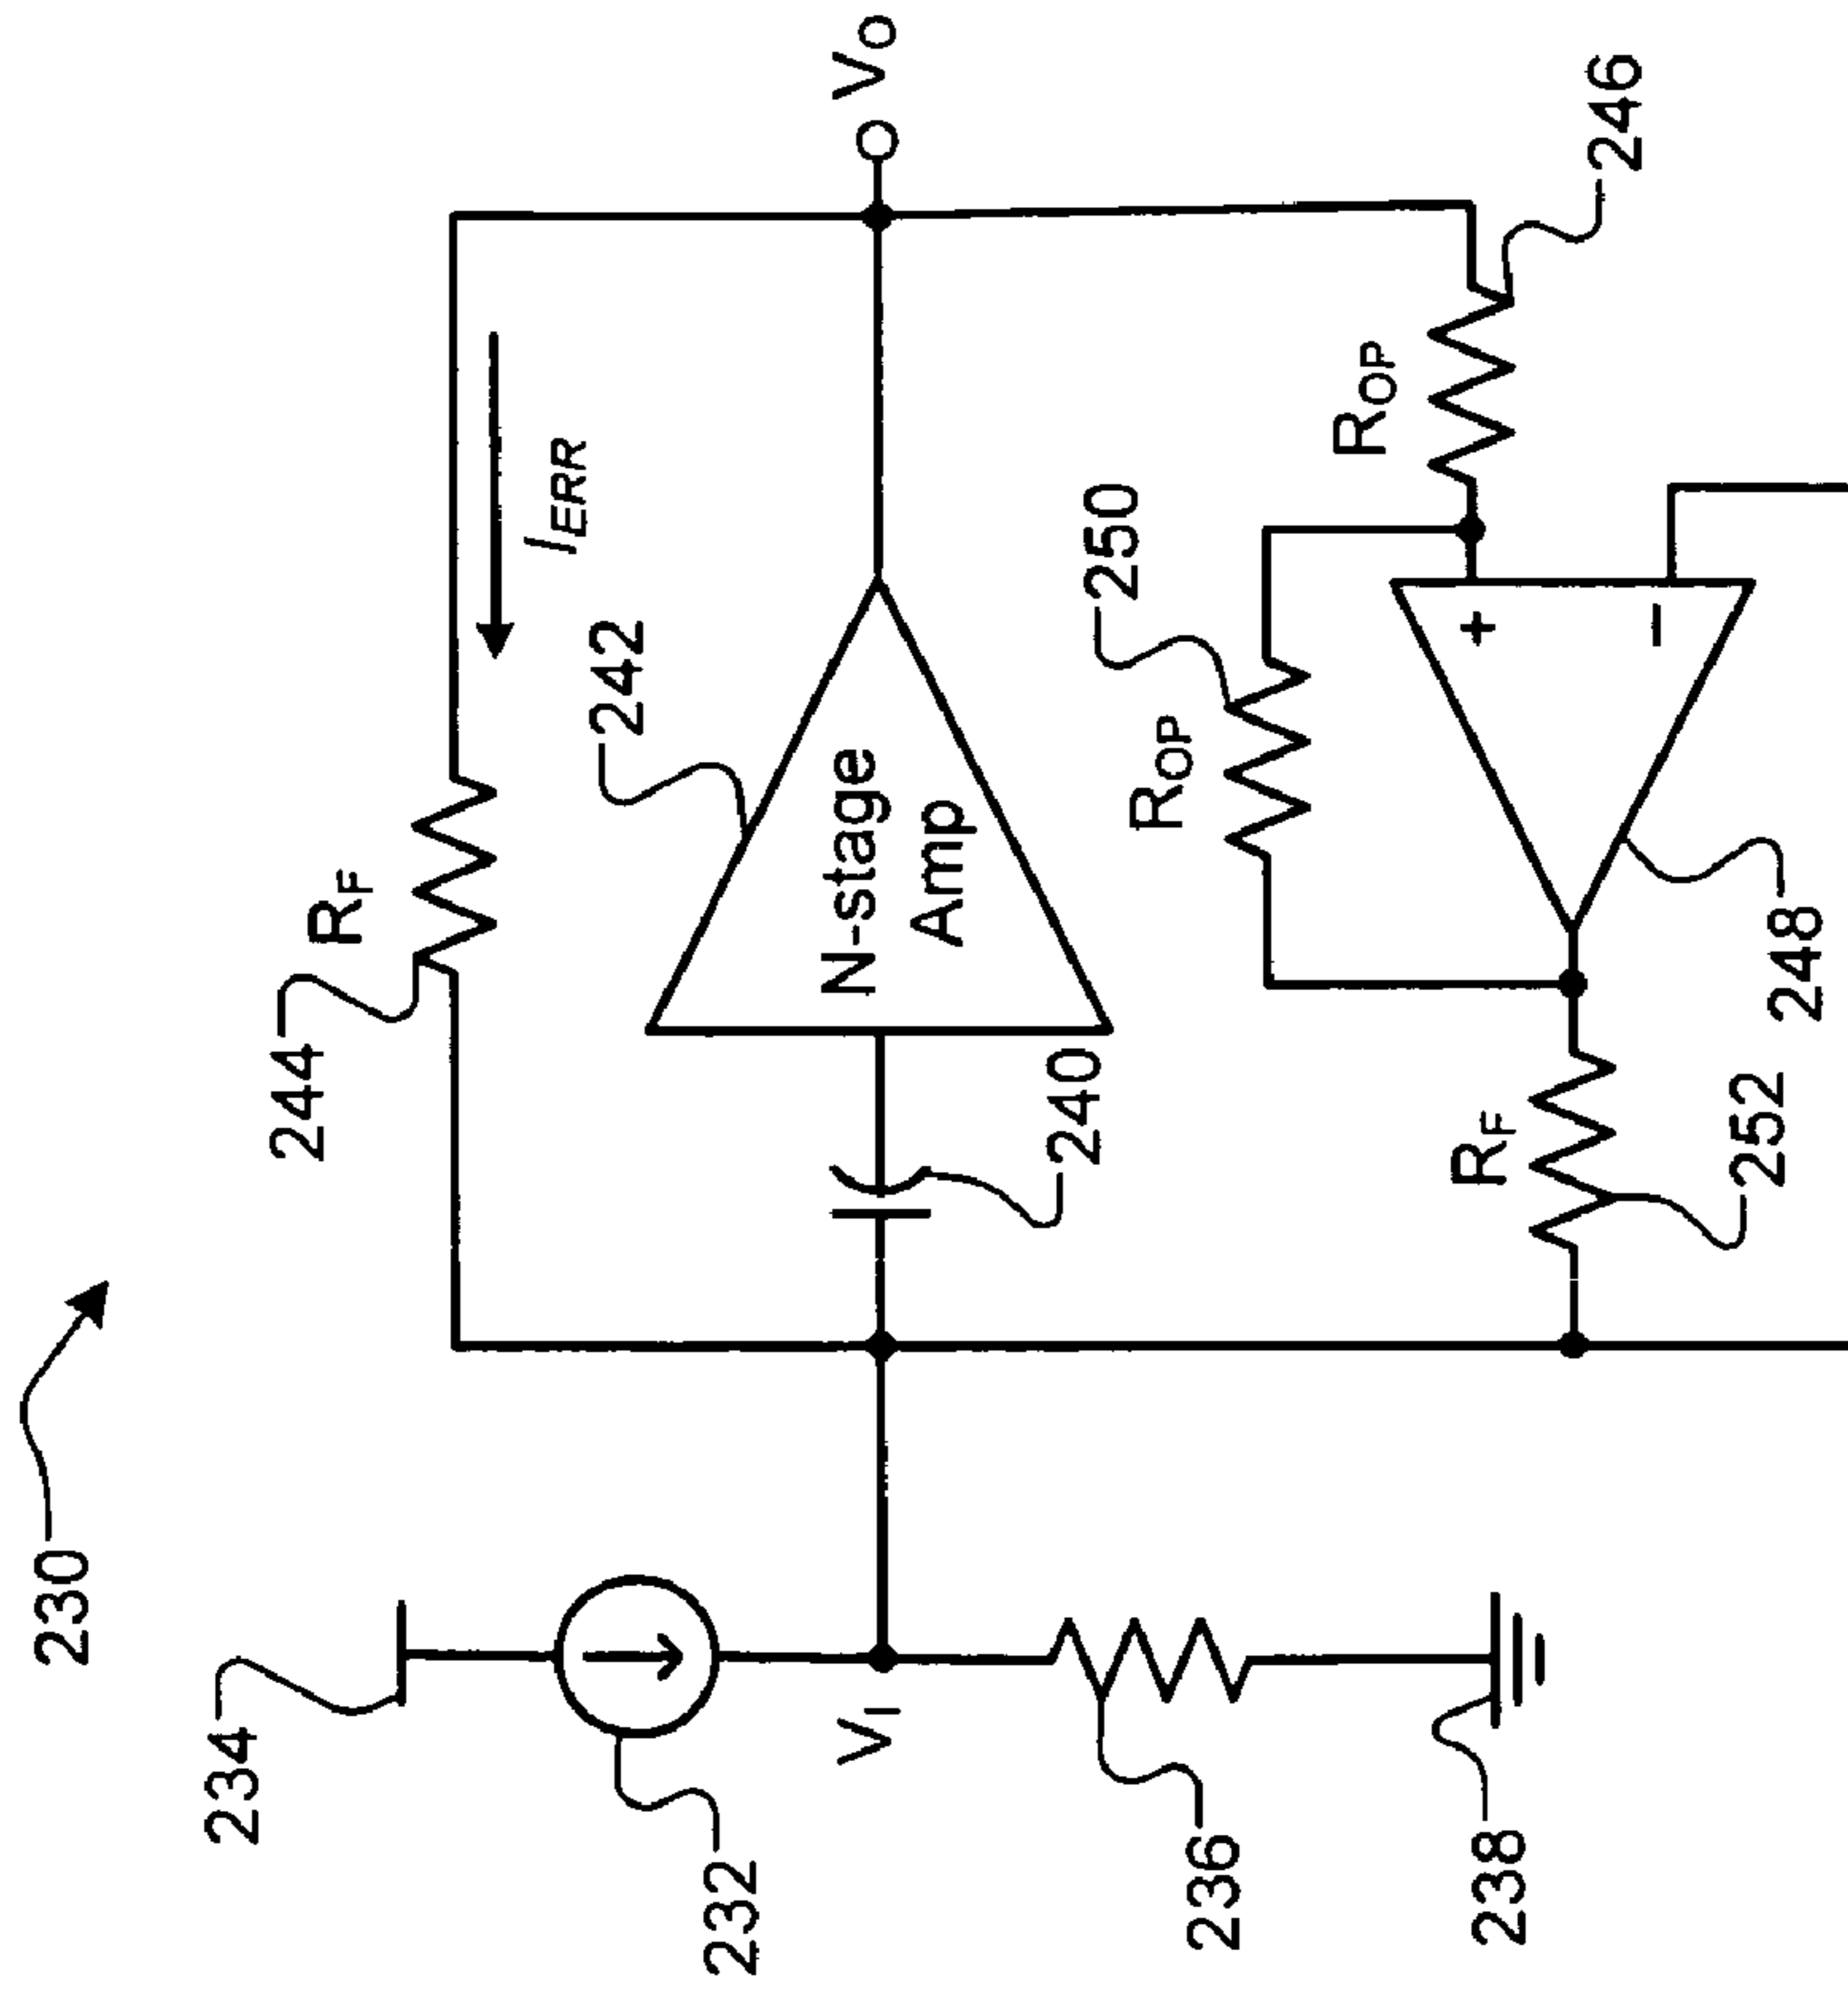 230
234
232
V_I
236
238
244
R_F
I_ERR
242
N-stage
Amp
240
V_O
250
R_OP
R_OP
246
+
−
R_F
252
248